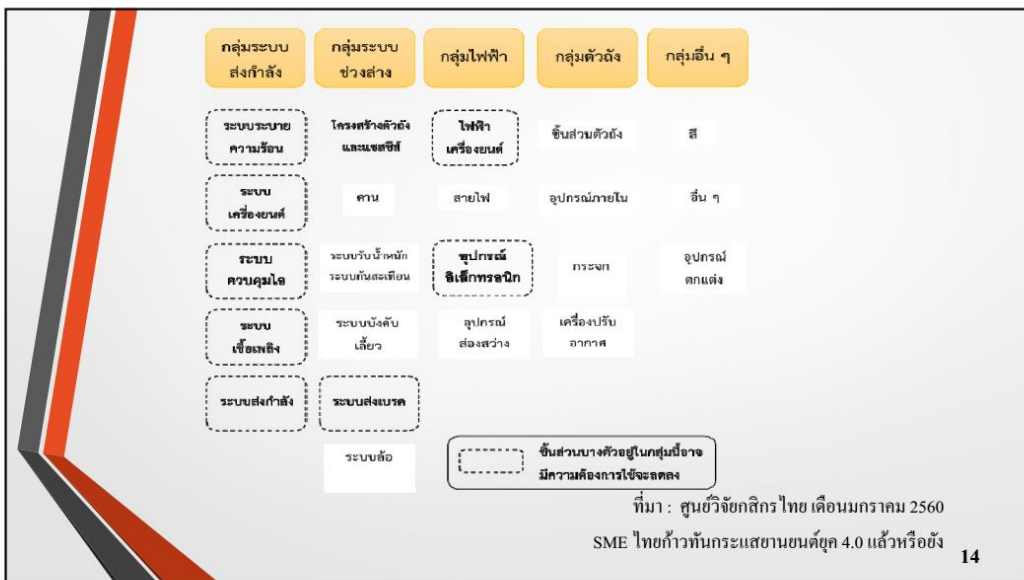 กลุ่มระบบ
ส่งกำลัง
กลุ่มระบบ
ช่วงล่าง
กลุ่มไฟฟ้า
กลุ่มตัวถัง
กลุ่มอื่น ๆ
ระบบระบาย
ความร้อน
โครงสร้างตัวถัง
และแชสซีส์
ไฟฟ้า
เครื่องยนต์
ชิ้นส่วนตัวถัง
สี
ระบบ
เครื่องยนต์
คาน
สายไฟ
อุปกรณ์ภายใน
อื่น ๆ
ระบบ
ควบคุมไอ
ระบบรับน้ำหนัก
ระบบกันสะเทือน
อุปกรณ์
อิเล็กทรอนิก
กระจก
อุปกรณ์
ตกแต่ง
ระบบ
เชื้อเพลิง
ระบบบังคับ
เลี้ยว
อุปกรณ์
ส่องสว่าง
เครื่องปรับ
อากาศ
ระบบส่งกำลัง
ระบบส่งเบรค
ระบบล้อ
ชิ้นส่วนบางตัวอยู่ในกลุ่มนี้อาจ
มีความต้องการใช้จะลดลง
ที่มา : ศูนย์วิจัยกสิกรไทย เดือนมกราคม 2560
SME ไทยก้าวทันกระแสยานยนต์ยุค 4.0 แล้วหรือยัง
14